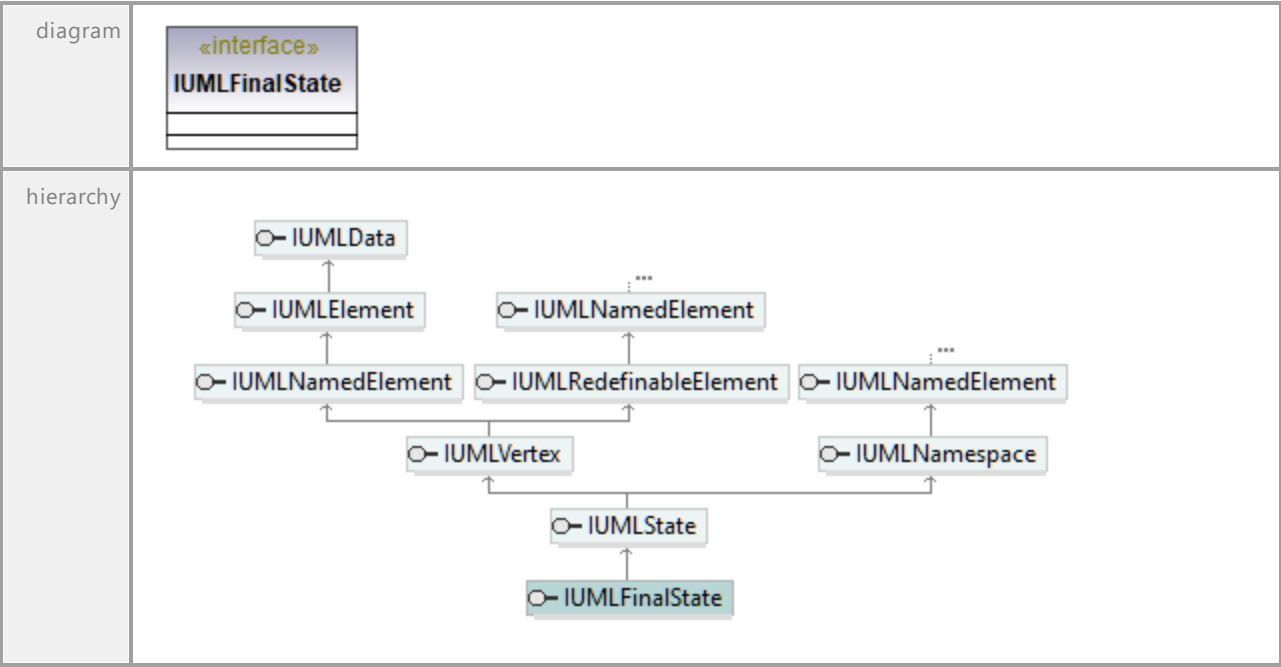 diagram
«interface»
IUMLFinalState
hierarchy
IUMLData
...
IUMLElement
IUMLNamedElement
...
IUMLNamedElement
IUMLRedefinableElement
IUMLNamedElement
IUMLVertex
IUMLNamespace
IUMLState
IUMLFinalState